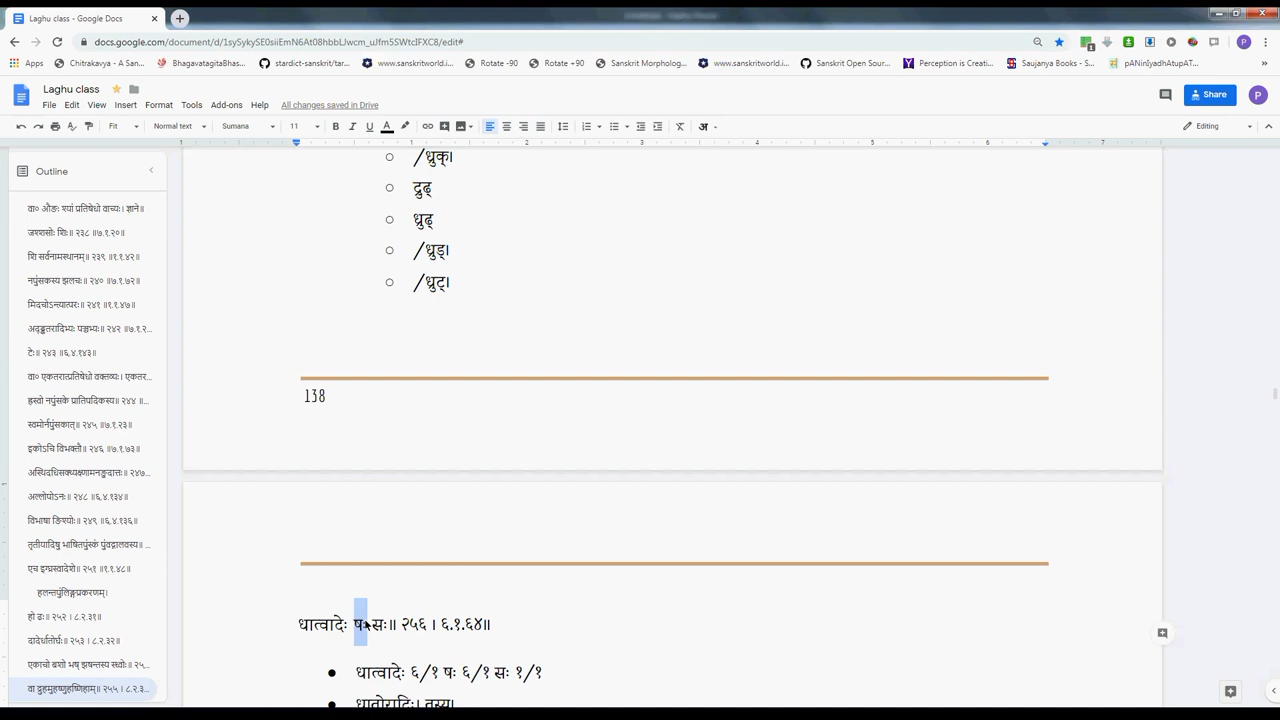 Laghu class - Google Docs
docs.google.com/document/d/1sySykySE0siiEmN6At08hbbLJwcm_uJfm5SWtcIFXC8/edit#
Apps Chitrakavya - A San... BhagavatagitaBhas... stardict-sanskrit/tar... www.sanskritworld.i... Rotate -90 Rotate +90 Sanskrit Morpholog... www.sanskritworld.i... Sanskrit Open Sour... Perception is Creati... Saujanya Books - S... pANinIyadhAtupAT...
Laghu class
File Edit View Insert Format Tools Add-ons Help All changes saved in Drive
Share
P
Fit Normal text Sumana 11 Editing
Outline
वा० औङः श्यां प्रतिषेधो वाच्यः। ज्ञाने॥
जश्शसोः शिः॥ २३८ ॥७.१.२०॥
शि सर्वनामस्थानम्॥ २३९ ॥१.१.४२॥
नपुंसकस्य झलचः॥ २४० ॥७.१.७२॥
मिदचोऽन्त्यात्परः॥ २४१ ॥१.१.४७॥
अद्ड्डतरादिभ्यः पञ्चभ्यः॥ २४२ ॥७.१.२...
टेः॥ २४३ ॥६.४.१४३॥
वा० एकतरात्प्रतिषेधो वक्तव्यः। एकतर...
ह्रस्वो नपुंसके प्रातिपदिकस्य॥ २४४ ॥...
स्वमोर्नपुंसकात्॥ २४५ ॥७.१.२३॥
इकोऽचि विभक्तौ॥ २४६ ॥७.१.७३॥
अस्थिदधिसक्थ्यक्ष्णामनङुदात्तः॥ २४७...
अल्लोपोऽनः॥ २४८ ॥६.४.१३४॥
विभाषा ङिश्योः॥ २४९ ॥६.४.१३६॥
तृतीयादिषु भाषितपुंस्कं पुंवद्गालवस्य॥ ...
एच इग्घ्रस्वादेशे॥ २५१ ॥१.१.४८॥
हलन्तपुंलिङ्गप्रकरणम्।
हो ढः॥ २५२ । ८.२.३१॥
दादेर्धातोर्घः॥ २५३ । ८.२.३२॥
एकाचो बशो भष् झषन्तस्य स्ध्वोः॥ २५...
वा द्रुहमुहष्णुहष्णिहाम्॥ २५५ । ८.२.३...
/ध्रुक्।
द्रुढ्
ध्रुढ्
/ध्रुड्।
/ध्रुट्।
138
धात्वादेः षः सः॥ २५६ । ६.१.६४॥
धात्वादेः ६/१ षः ६/१ सः १/१
धातोरादिः। तस्य।